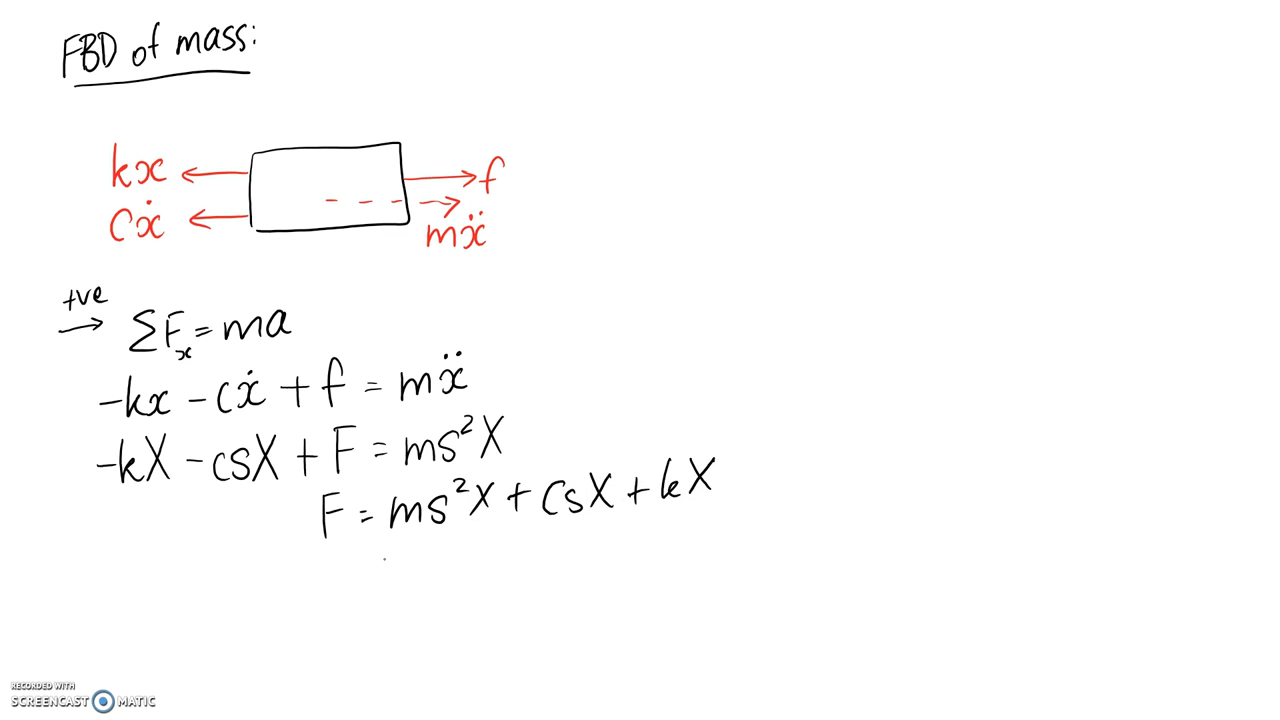 FBD of mass:
kx
f
cẋ
mẍ
+ve
ΣFₓ = ma
-kx - cẋ + f = mẍ
-kX - csX + F = ms²X
F = ms²X + csX + kX
RECORDED WITH
SCREENCAST MATIC